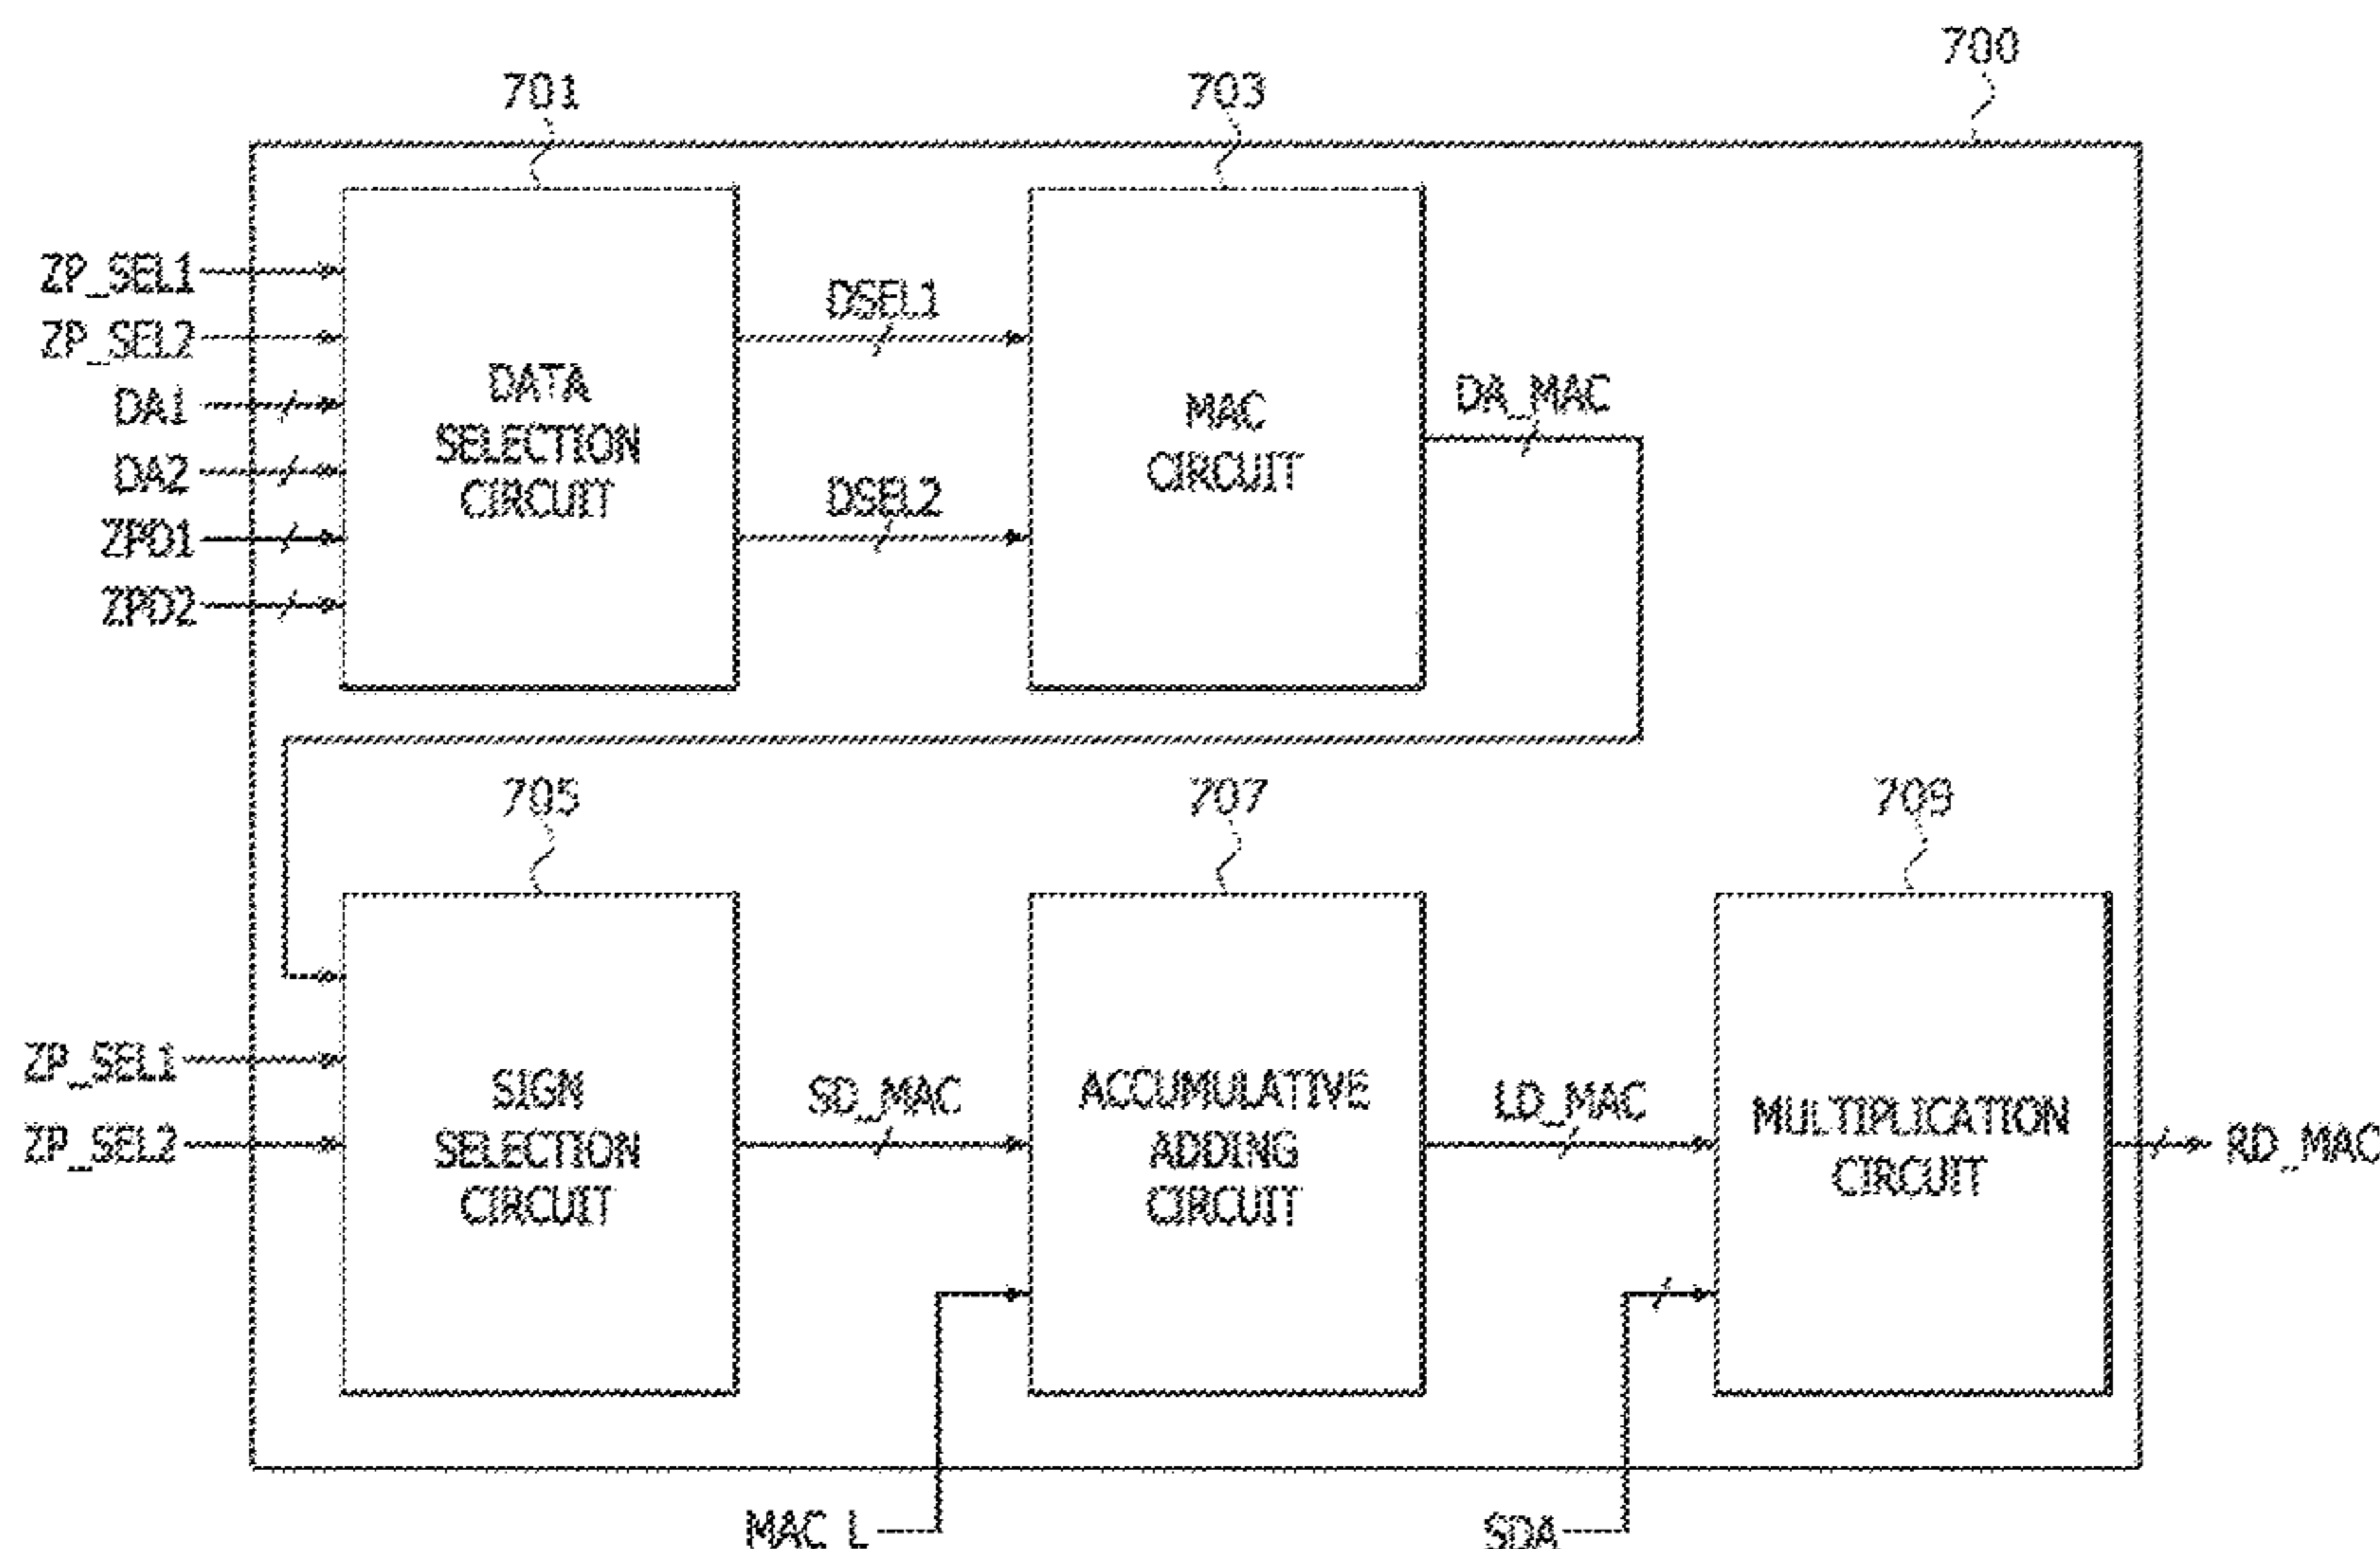 700
701
703
ZP_SEL1
ZP_SEL2
DA1
DA2
ZPD1
ZPD2
DATA
SELECTION
CIRCUIT
DSEL1
DSEL2
MAC
CIRCUIT
DA_MAC
705
707
709
ZP_SEL1
ZP_SEL2
SIGN
SELECTION
CIRCUIT
SD_MAC
ACCUMULATIVE
ADDING
CIRCUIT
LD_MAC
MULTIPLICATION
CIRCUIT
RD_MAC
MAC_L
SDA